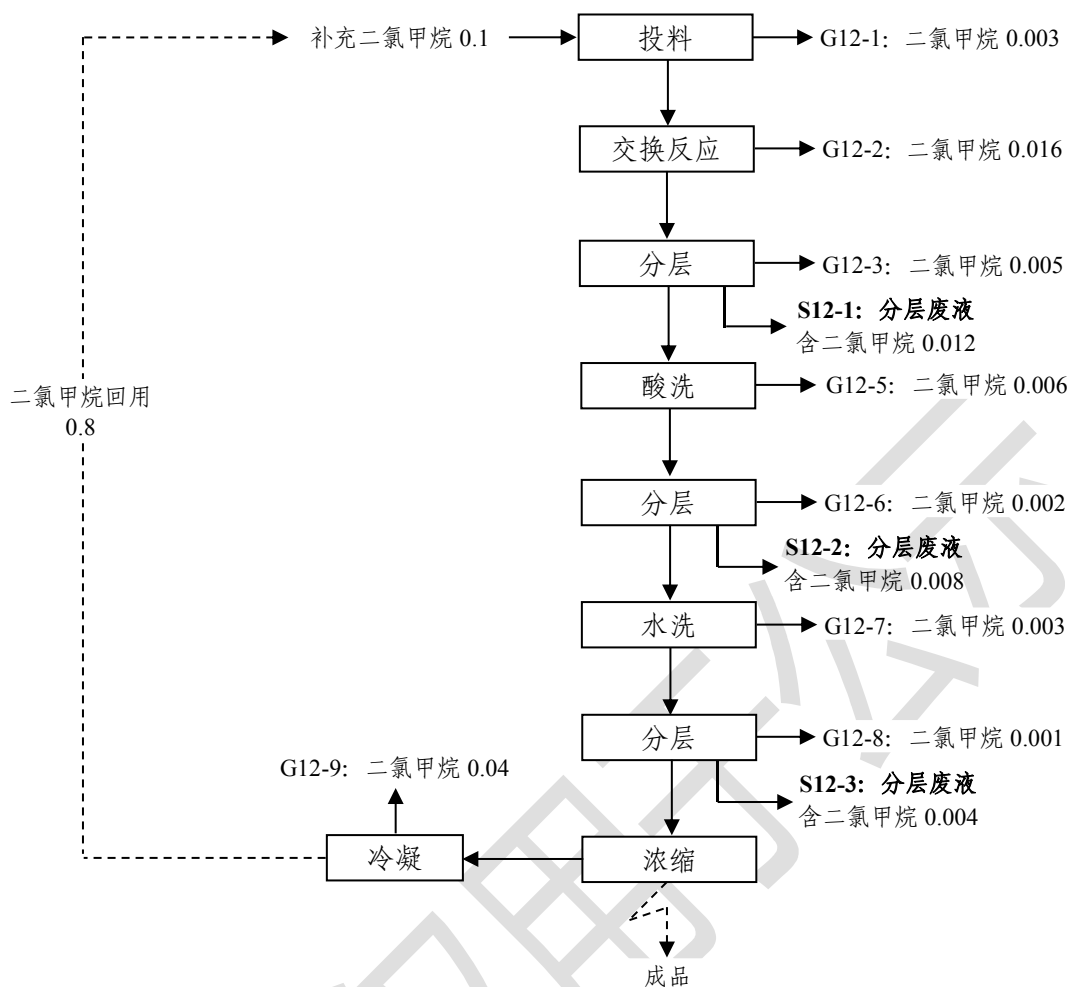 补充二氯甲烷 0.1
投料
G12-1： 二氯甲烷 0.003
交换反应
G12-2： 二氯甲烷 0.016
分层
G12-3： 二氯甲烷 0.005
S12-1：分层废液
含二氯甲烷 0.012
酸洗
G12-5： 二氯甲烷 0.006
二氯甲烷回用
0.8
分层
G12-6： 二氯甲烷 0.002
S12-2：分层废液
含二氯甲烷 0.008
水洗
G12-7： 二氯甲烷 0.003
分层
G12-8： 二氯甲烷 0.001
G12-9： 二氯甲烷 0.04
S12-3：分层废液
含二氯甲烷 0.004
冷凝
浓缩
成品
仅用于公示